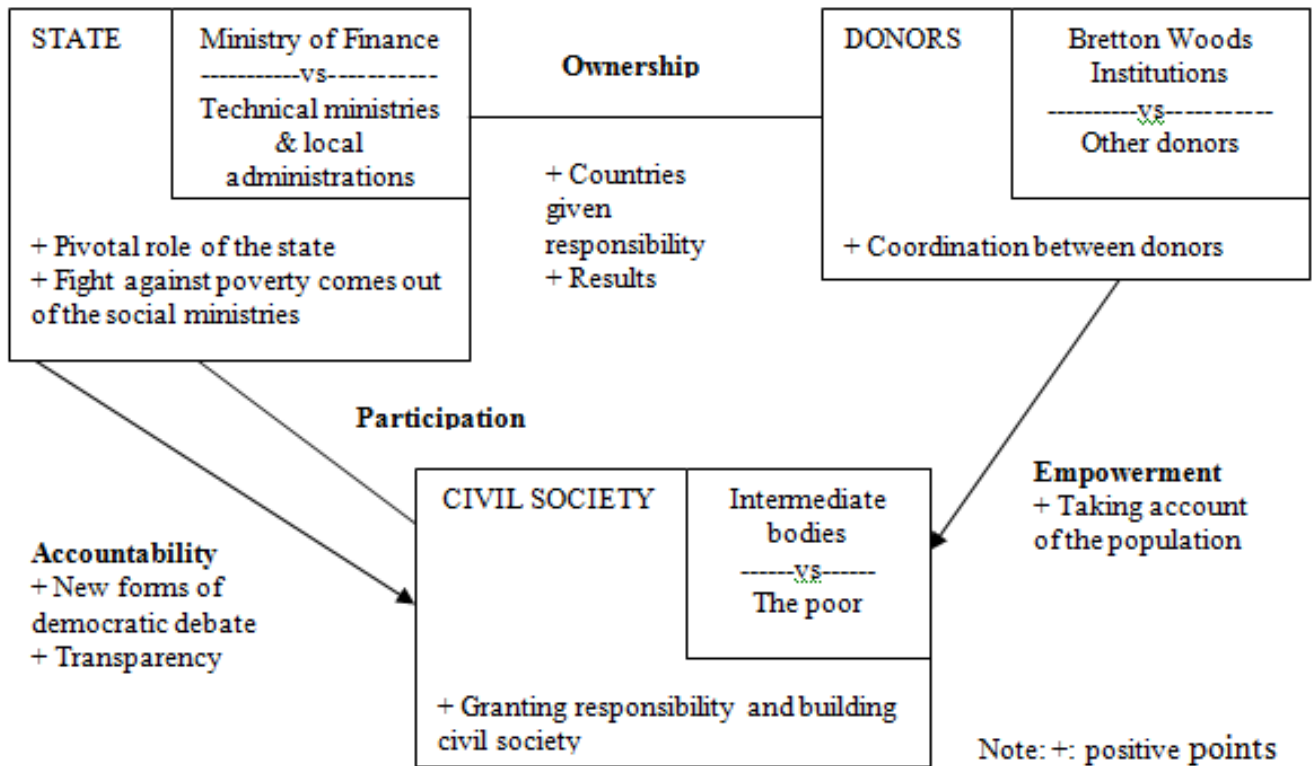 STATE
Ministry of Finance
-----------vs-----------
Technical ministries
& local
administrations
+ Pivotal role of the state
+ Fight against poverty comes out
of the social ministries
Ownership
+ Countries
given
responsibility
+ Results
DONORS
Bretton Woods
Institutions
----------vs------------
Other donors
+ Coordination between donors
Participation
Accountability
+ New forms of
democratic debate
+ Transparency
CIVIL SOCIETY
Intermediate
bodies
------vs------
The poor
+ Granting responsibility and building
civil society
Empowerment
+ Taking account
of the population
Note: +: positive points